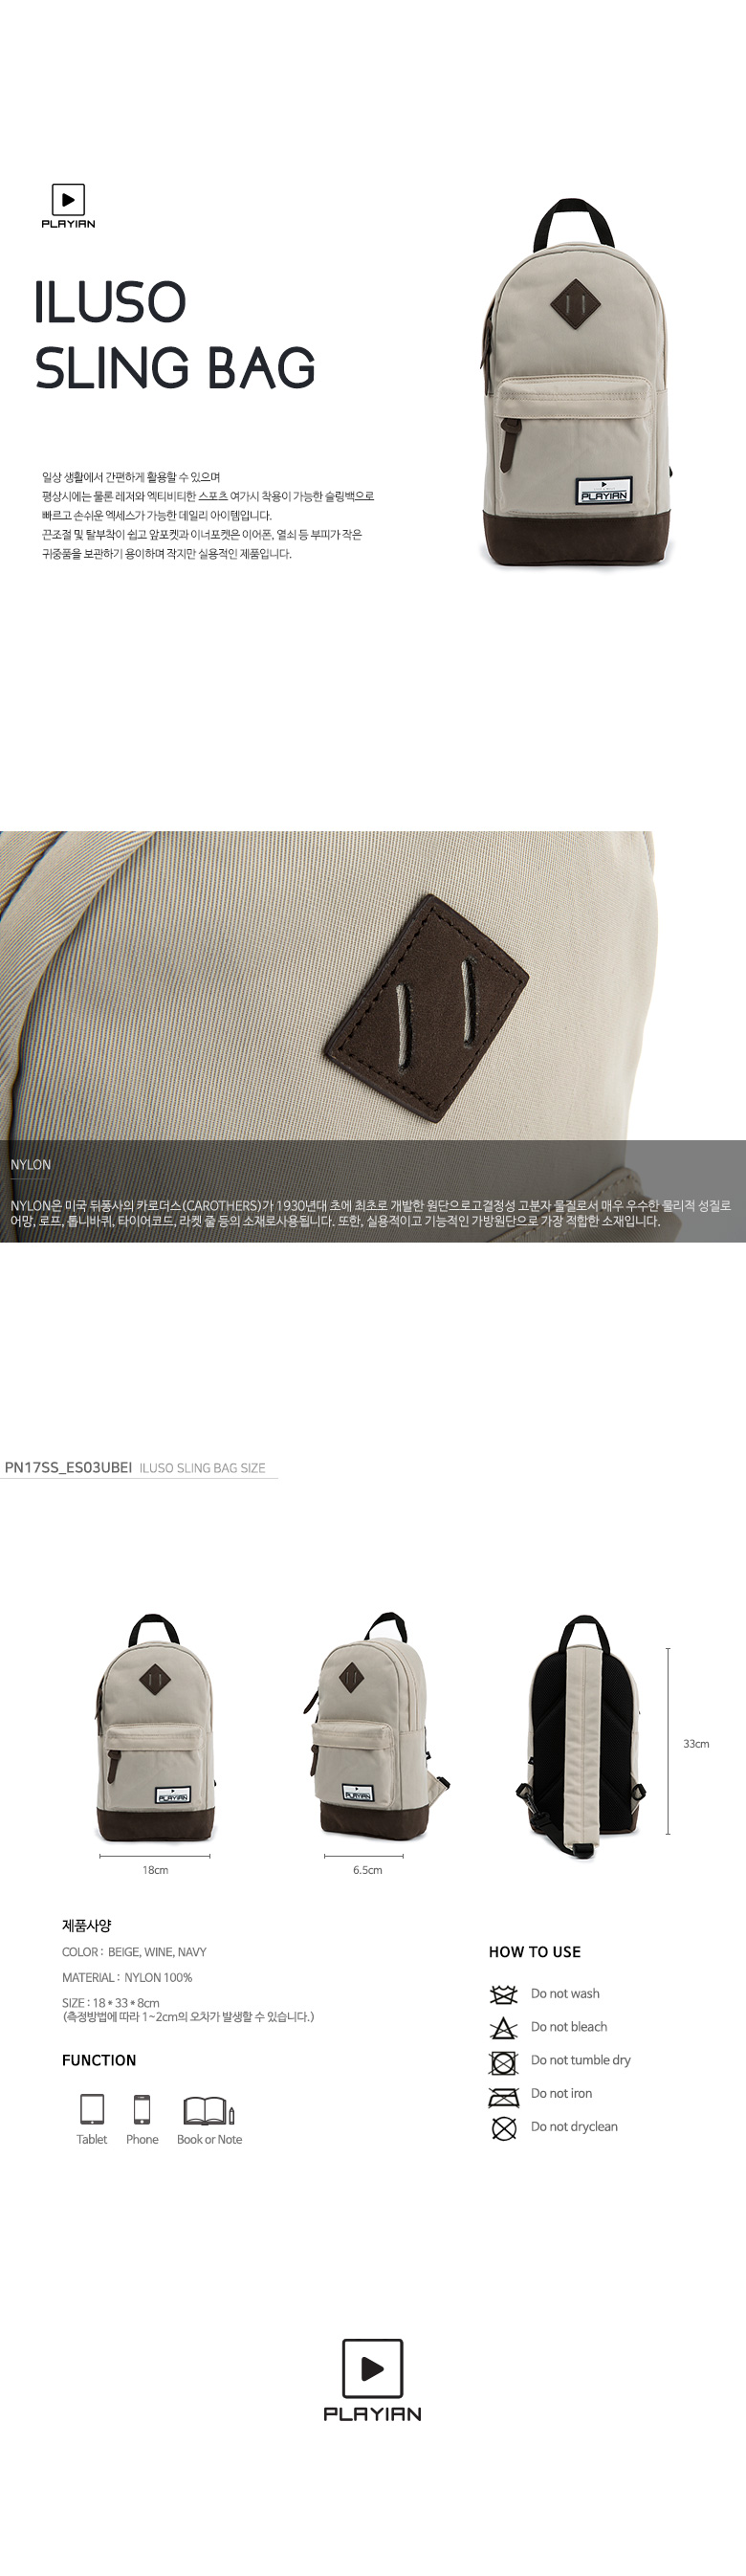 PLAYIAN
ILUSO
SLING BAG
일상 생활에서 간편하게 활용할 수 있으며
평상시에는 물론 레저와 엑티비티한 스포츠 여가시 착용이 가능한 슬링백으로
빠르고 손쉬운 엑세스가 가능한 데일리 아이템입니다.
끈조절 및 탈부착이 쉽고 앞포켓과 이너포켓은 이어폰, 열쇠 등 부피가 작은
귀중품을 보관하기 용이하며 작지만 실용적인 제품입니다.
PLAYIAN
NYLON
NYLON은 미국 뒤퐁사의 카로더스(CAROTHERS)가 1930년대 초에 최초로 개발한 원단으로고결정성 고분자 물질로서 매우 우수한 물리적 성질로
어망, 로프, 톱니바퀴, 타이어코드, 라켓 줄 등의 소재로사용됩니다. 또한, 실용적이고 기능적인 가방원단으로 가장 적합한 소재입니다.
PN17SS_ES03UBEI ILUSO SLING BAG SIZE
PLAYIAN
PLAYIAN
33cm
18cm
6.5cm
제품사양
COLOR : BEIGE, WINE, NAVY
MATERIAL : NYLON 100%
SIZE : 18 * 33 * 8cm
(측정방법에 따라 1~2cm의 오차가 발생할 수 있습니다.)
FUNCTION
Tablet Phone Book or Note
HOW TO USE
Do not wash
Do not bleach
Do not tumble dry
Do not iron
Do not dryclean
PLAYIAN